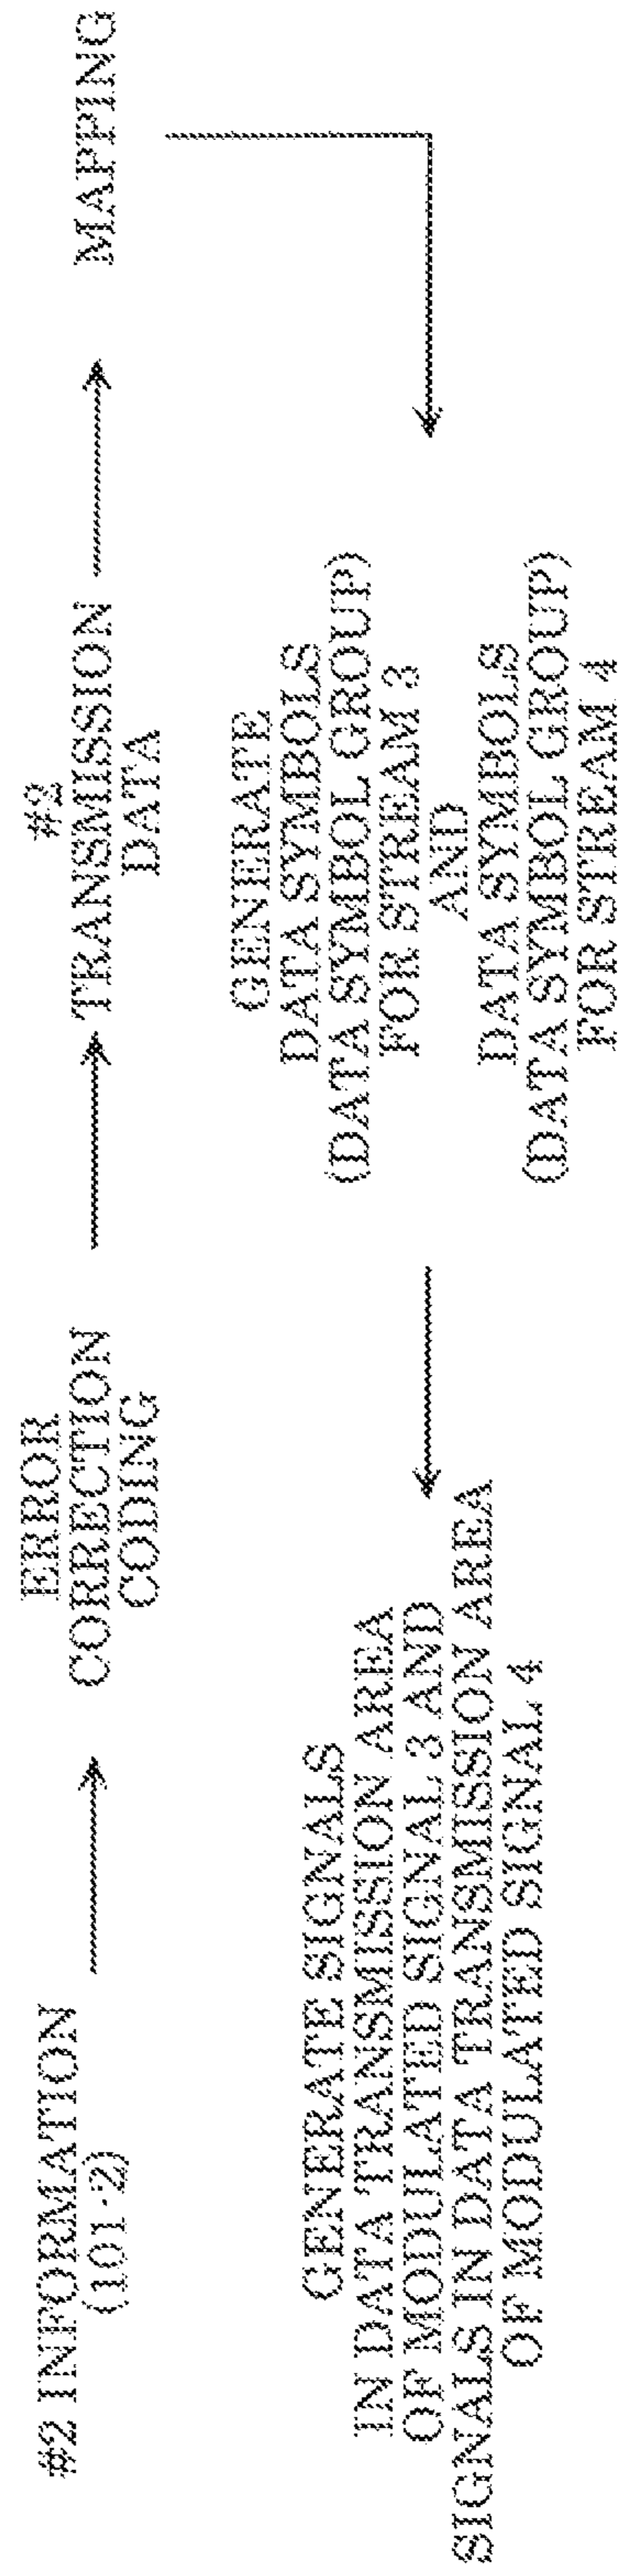 #2 INFORMATION
(101-2)
ERROR
CORRECTION
CODING
#2
TRANSMISSION
DATA
MAPPING
GENERATE
DATA SYMBOLS
(DATA SYMBOL GROUP)
FOR STREAM 3
AND
DATA SYMBOLS
(DATA SYMBOL GROUP)
FOR STREAM 4
GENERATE SIGNALS
IN DATA TRANSMISSION AREA
OF MODULATED SIGNAL 3 AND
SIGNALS IN DATA TRANSMISSION AREA
OF MODULATED SIGNAL 4